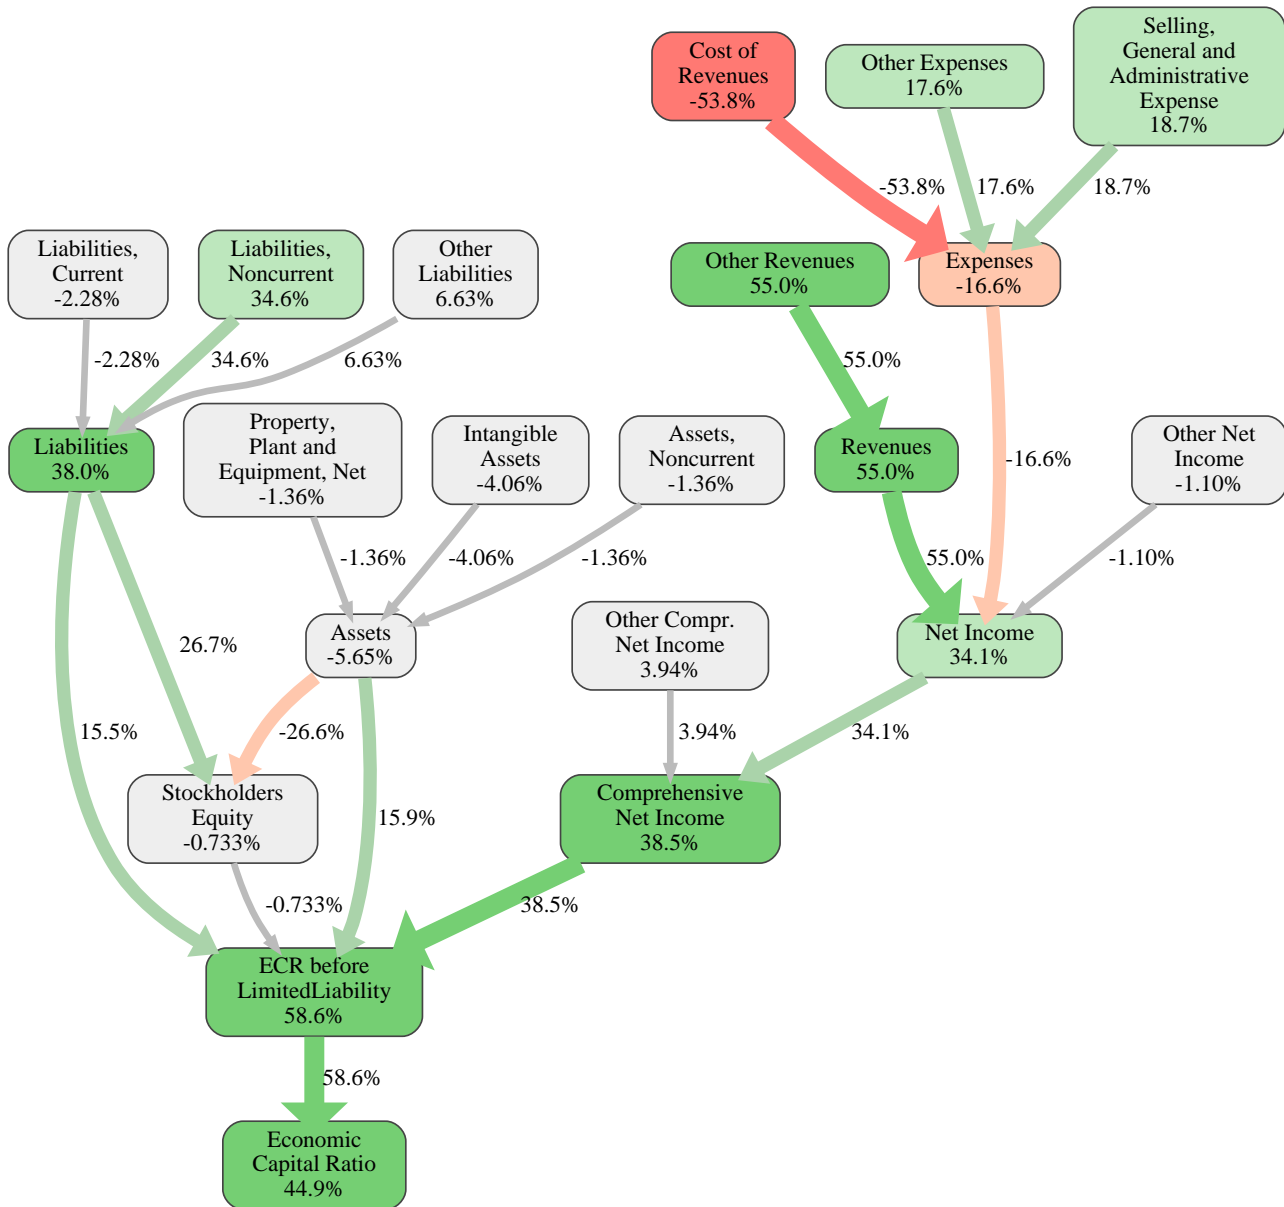 Cost of
Revenues
-53.8%
Other Expenses
17.6%
Selling,
General and
Administrative
Expense
18.7%
-53.8%
17.6%
18.7%
Liabilities,
Current
-2.28%
Liabilities,
Noncurrent
34.6%
Other
Liabilities
6.63%
Other Revenues
55.0%
Expenses
-16.6%
-2.28%
34.6%
6.63%
55.0%
Liabilities
38.0%
Property,
Plant and
Equipment, Net
-1.36%
Intangible
Assets
-4.06%
Assets,
Noncurrent
-1.36%
Revenues
55.0%
-16.6%
Other Net
Income
-1.10%
-1.36%
-4.06%
-1.36%
55.0%
-1.10%
26.7%
Assets
-5.65%
Other Compr.
Net Income
3.94%
Net Income
34.1%
15.5%
-26.6%
3.94%
34.1%
Stockholders
Equity
-0.733%
15.9%
Comprehensive
Net Income
38.5%
-0.733%
38.5%
ECR before
LimitedLiability
58.6%
58.6%
Economic
Capital Ratio
44.9%